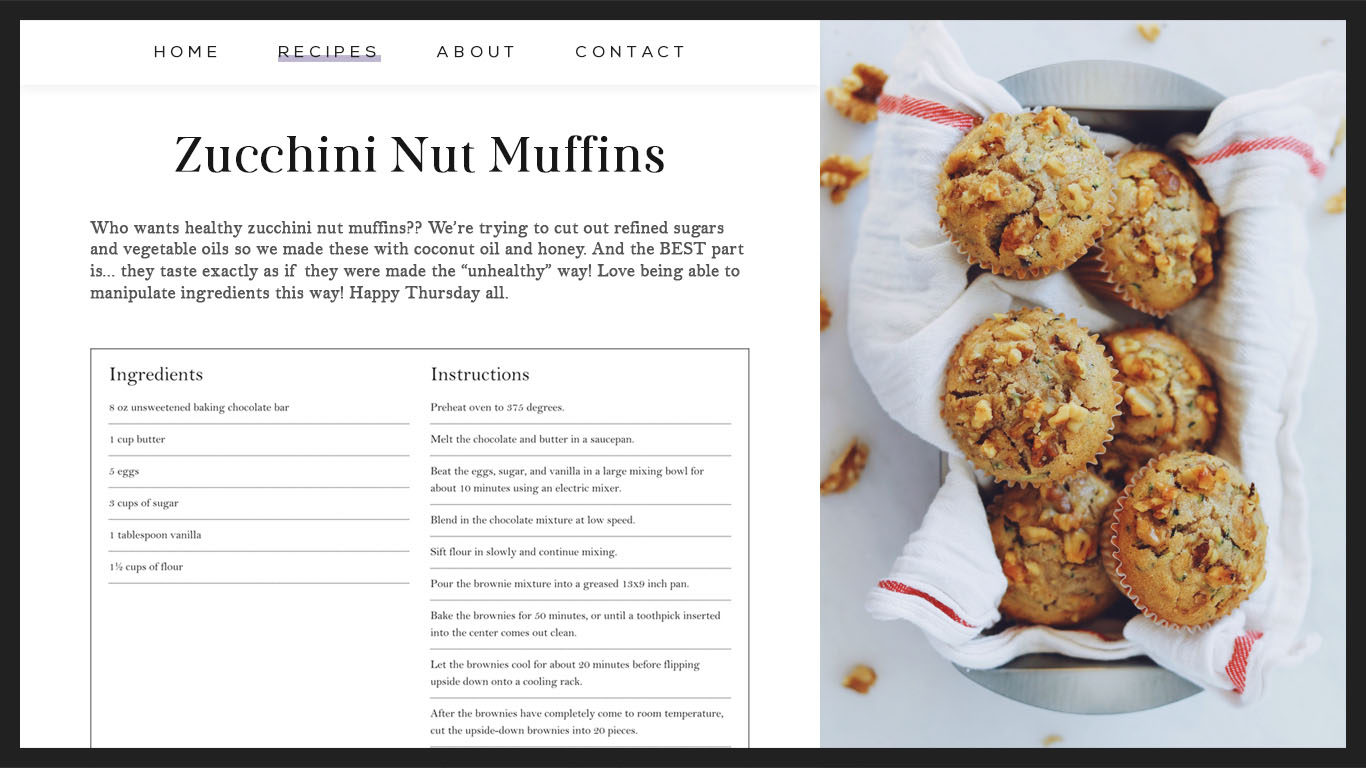 HOME RECIPES ABOUT CONTACT
Zucchini Nut Muffins
Who wants healthy zucchini nut muffins?? We’re trying to cut out refined sugars
and vegetable oils so we made these with coconut oil and honey. And the BEST part
is... they taste exactly as if they were made the “unhealthy” way! Love being able to
manipulate ingredients this way! Happy Thursday all.
Ingredients
8 oz unsweetened baking chocolate bar
1 cup butter
5 eggs
3 cups of sugar
1 tablespoon vanilla
1½ cups of flour
Instructions
Preheat oven to 375 degrees.
Melt the chocolate and butter in a saucepan.
Beat the eggs, sugar, and vanilla in a large mixing bowl for
about 10 minutes using an electric mixer.
Blend in the chocolate mixture at low speed.
Sift flour in slowly and continue mixing.
Pour the brownie mixture into a greased 13x9 inch pan.
Bake the brownies for 50 minutes, or until a toothpick inserted
into the center comes out clean.
Let the brownies cool for about 20 minutes before flipping
upside down onto a cooling rack.
After the brownies have completely come to room temperature,
cut the upside-down brownies into 20 pieces.